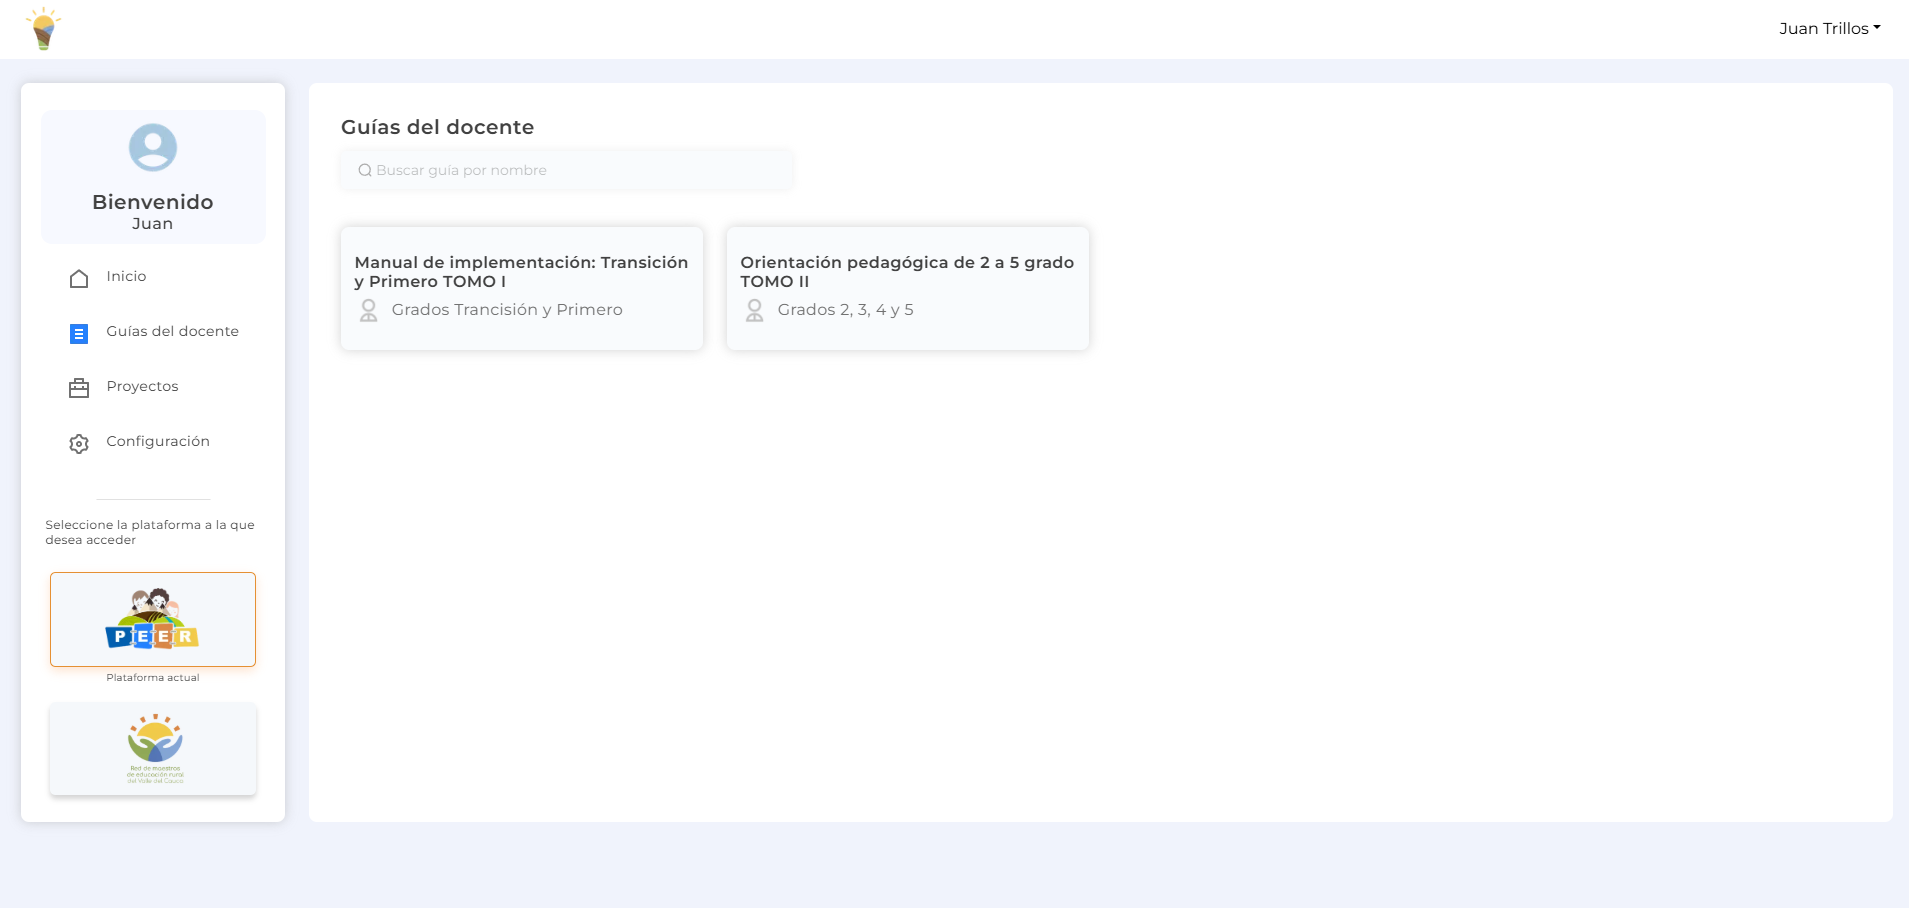 Juan Trillos
Bienvenido
Juan
Inicio
Guías del docente
Proyectos
Configuración
Seleccione la plataforma a la que
desea acceder
PEER
Plataforma actual
Red de maestros
de educación rural
del Valle del Cauca
Guías del docente
Buscar guía por nombre
Manual de implementación: Transición
y Primero TOMO I
Grados Trancisión y Primero
Orientación pedagógica de 2 a 5 grado
TOMO II
Grados 2, 3, 4 y 5